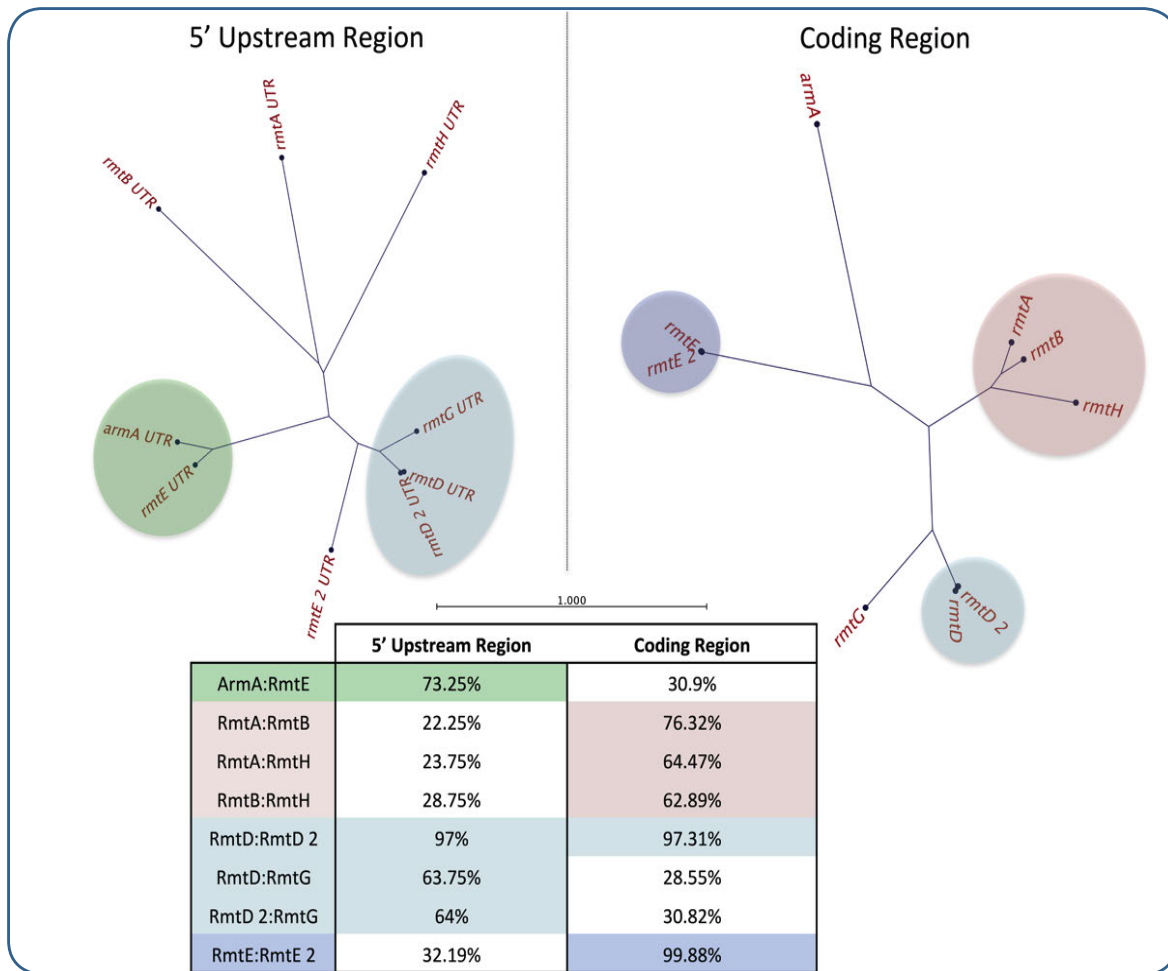 5’ Upstream Region
Coding Region
rmtA UTR
rmtH UTR
rmtB UTR
armA UTR
rmtE UTR
rmtG UTR
rmtD UTR
rmtD 2 UTR
rmtE 2 UTR
armA
rmtE
rmtE 2
rmtA
rmtB
rmtH
rmtG
rmtD 2
rmtD
1.000
5’ Upstream Region Coding Region
ArmA:RmtE 73.25% 30.9%
RmtA:RmtB 22.25% 76.32%
RmtA:RmtH 23.75% 64.47%
RmtB:RmtH 28.75% 62.89%
RmtD:RmtD 2 97% 97.31%
RmtD:RmtG 63.75% 28.55%
RmtD 2:RmtG 64% 30.82%
RmtE:RmtE 2 32.19% 99.88%